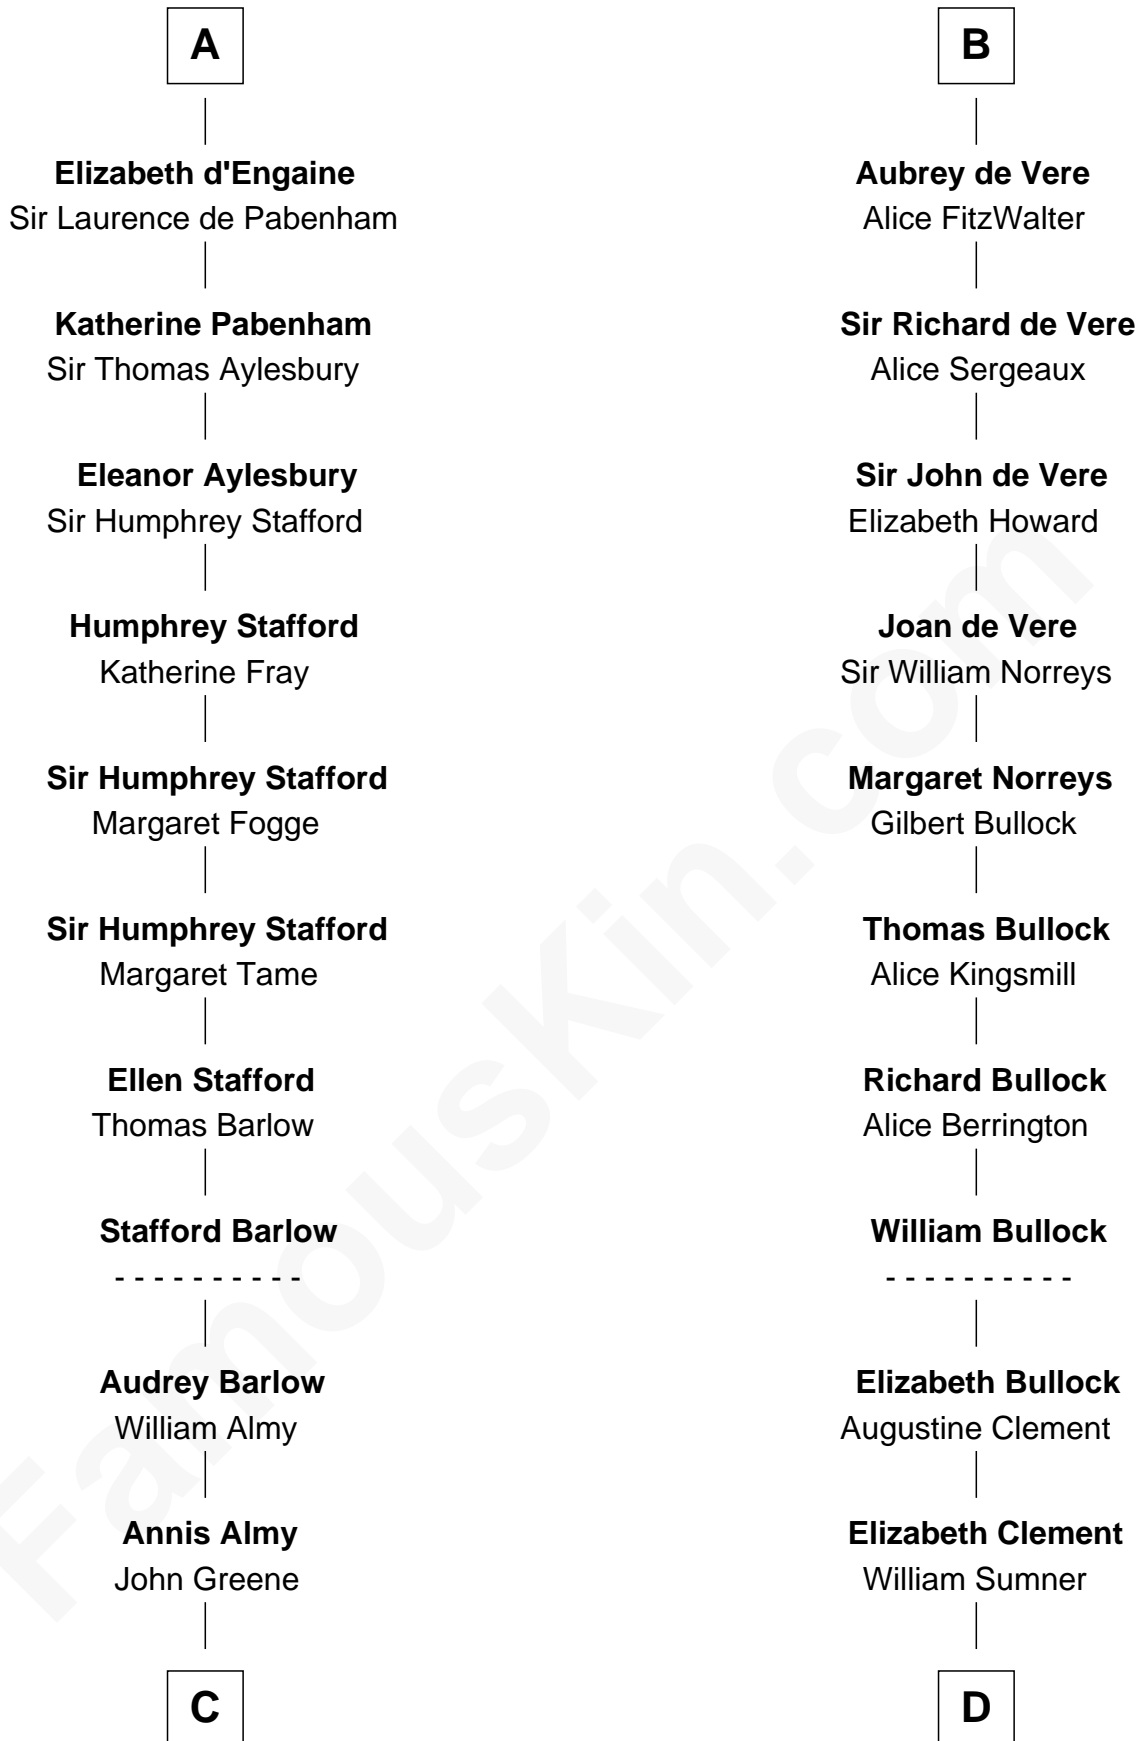 A
Elizabeth d'Engaine
Sir Laurence de Pabenham
Katherine Pabenham
Sir Thomas Aylesbury
Eleanor Aylesbury
Sir Humphrey Stafford
Humphrey Stafford
Katherine Fray
Sir Humphrey Stafford
Margaret Fogge
Sir Humphrey Stafford
Margaret Tame
Ellen Stafford
Thomas Barlow
Stafford Barlow
- - - - - - - - - -
Audrey Barlow
William Almy
Annis Almy
John Greene
C
B
Aubrey de Vere
Alice FitzWalter
Sir Richard de Vere
Alice Sergeaux
Sir John de Vere
Elizabeth Howard
Joan de Vere
Sir William Norreys
Margaret Norreys
Gilbert Bullock
Thomas Bullock
Alice Kingsmill
Richard Bullock
Alice Berrington
William Bullock
- - - - - - - - - -
Elizabeth Bullock
Augustine Clement
Elizabeth Clement
William Sumner
D
FamousKin.com